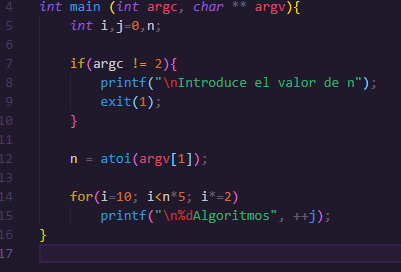 4 int main (int argc, char ** argv){
5 int i,j=0,n;
6
7 if(argc != 2){
8 printf("\nIntroduce el valor de n");
9 exit(1);
10 }
11
12 n = atoi(argv[1]);
13
14 for(i=10; i<n*5; i*=-2)
15 printf("\n%dAlgoritmos", ++j);
16 }
17